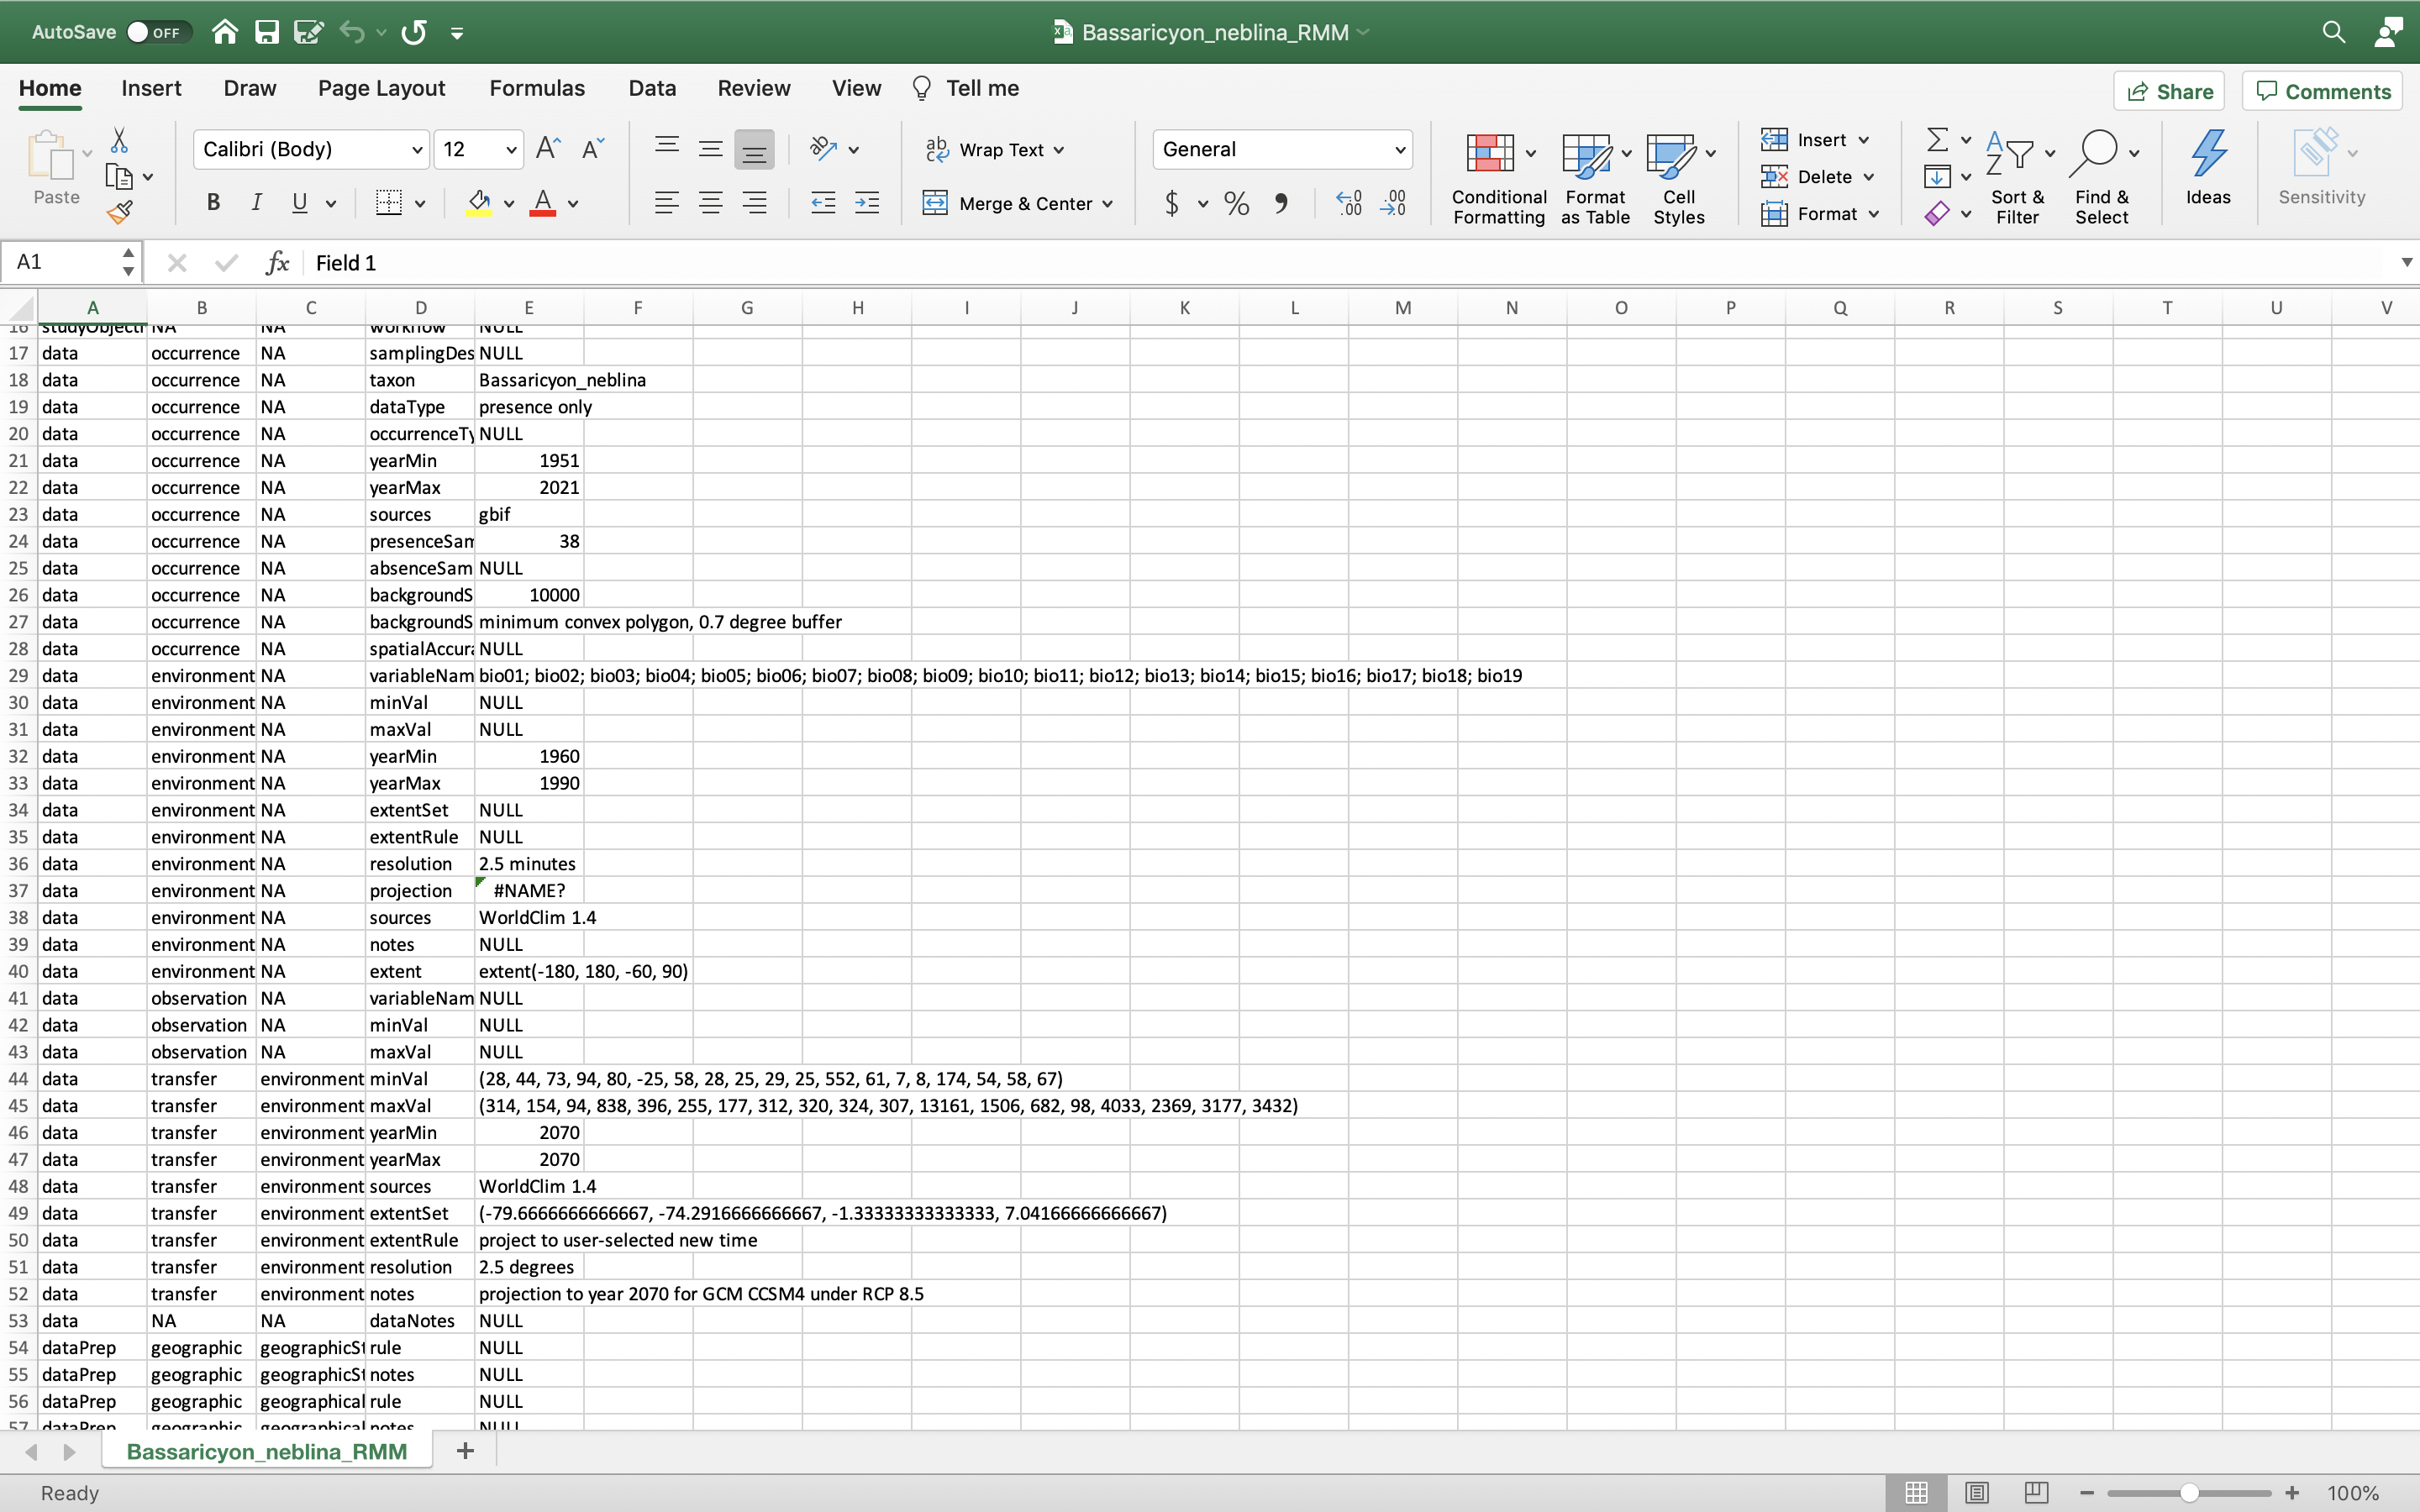 AutoSave OFF Bassaricyon_neblina_RMM
Home Insert Draw Page Layout Formulas Data Review View Tell me Share Comments
Paste Calibri (Body) 12 Wrap Text General Conditional Formatting Format as Table Cell Styles Insert Delete Format Sort & Filter Find & Select Ideas Sensitivity
B I U Merge & Center $ % .00 .0
A1 fx Field 1
A B C D E F G H I J K L M N O P Q R S T U V
16 studyObjecti NA NA workflow NULL
17 data occurrence NA samplingDes NULL
18 data occurrence NA taxon Bassaricyon_neblina
19 data occurrence NA dataType presence only
20 data occurrence NA occurrenceTy NULL
21 data occurrence NA yearMin 1951
22 data occurrence NA yearMax 2021
23 data occurrence NA sources gbif
24 data occurrence NA presenceSam 38
25 data occurrence NA absenceSam NULL
26 data occurrence NA backgroundS 10000
27 data occurrence NA backgroundS minimum convex polygon, 0.7 degree buffer
28 data occurrence NA spatialAccura NULL
29 data environment NA variableNam bio01; bio02; bio03; bio04; bio05; bio06; bio07; bio08; bio09; bio10; bio11; bio12; bio13; bio14; bio15; bio16; bio17; bio18; bio19
30 data environment NA minVal NULL
31 data environment NA maxVal NULL
32 data environment NA yearMin 1960
33 data environment NA yearMax 1990
34 data environment NA extentSet NULL
35 data environment NA extentRule NULL
36 data environment NA resolution 2.5 minutes
37 data environment NA projection #NAME?
38 data environment NA sources WorldClim 1.4
39 data environment NA notes NULL
40 data environment NA extent extent(-180, 180, -60, 90)
41 data observation NA variableNam NULL
42 data observation NA minVal NULL
43 data observation NA maxVal NULL
44 data transfer environment minVal (28, 44, 73, 94, 80, -25, 58, 28, 25, 29, 25, 552, 61, 7, 8, 174, 54, 58, 67)
45 data transfer environment maxVal (314, 154, 94, 838, 396, 255, 177, 312, 320, 324, 307, 13161, 1506, 682, 98, 4033, 2369, 3177, 3432)
46 data transfer environment yearMin 2070
47 data transfer environment yearMax 2070
48 data transfer environment sources WorldClim 1.4
49 data transfer environment extentSet (-79.6666666666667, -74.2916666666667, -1.33333333333333, 7.04166666666667)
50 data transfer environment extentRule project to user-selected new time
51 data transfer environment resolution 2.5 degrees
52 data transfer environment notes projection to year 2070 for GCM CCSM4 under RCP 8.5
53 data NA NA dataNotes NULL
54 dataPrep geographic geographicSt rule NULL
55 dataPrep geographic geographicSt notes NULL
56 dataPrep geographic geographical rule NULL
57 dataPrep geographic geographical notes NULL
Bassaricyon_neblina_RMM
Ready 100%